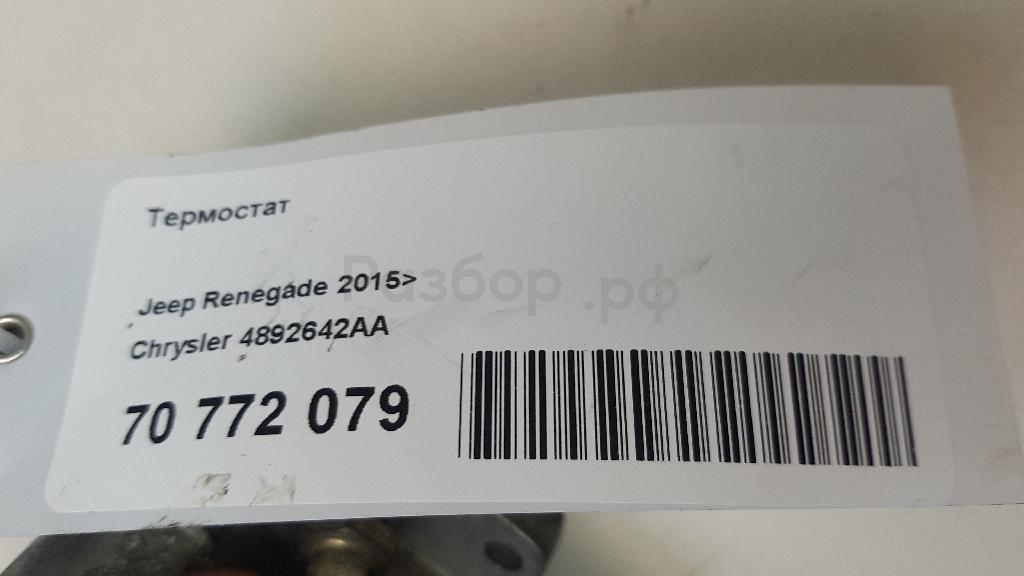 Термостат
Jeep Renegade 2015>
Разбор.рф
Chrysler 4892642AA
70 772 079